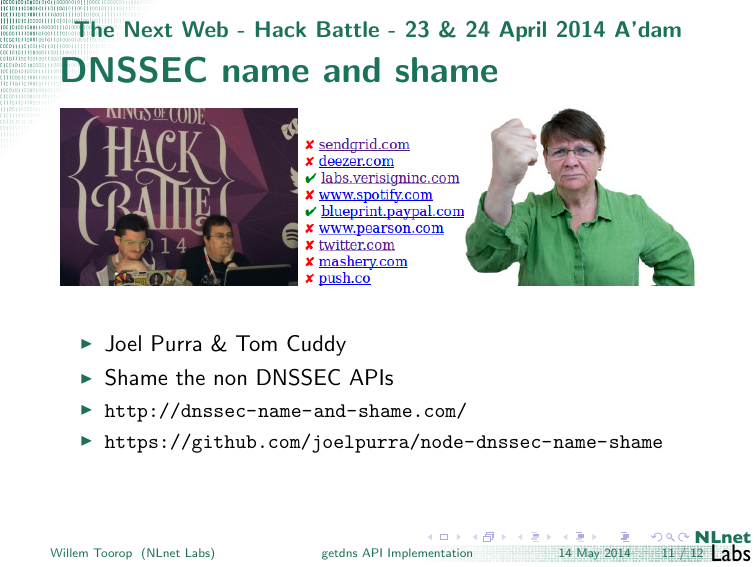 The Next Web - Hack Battle - 23 & 24 April 2014 A'dam
DNSSEC name and shame
KINGS OF CODE
HACK
BATTLE
2014
✘ sendgrid.com
✘ deezer.com
✔ labs.verisigninc.com
✘ www.spotify.com
✔ blueprint.paypal.com
✘ www.pearson.com
✘ twitter.com
✘ mashery.com
✘ push.co
Joel Purra & Tom Cuddy
Shame the non DNSSEC APIs
http://dnssec-name-and-shame.com/
https://github.com/joelpurra/node-dnssec-name-shame
NLnet
Labs
Willem Toorop (NLnet Labs) getdns API Implementation 14 May 2014 11 / 12